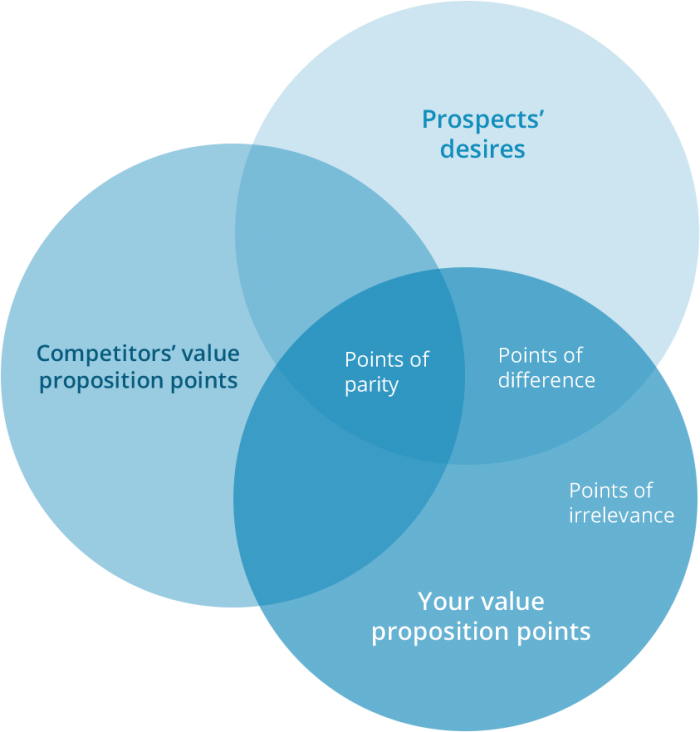 Prospects’
desires
Competitors’ value
proposition points
Points of
parity
Points of
difference
Points of
irrelevance
Your value
proposition points